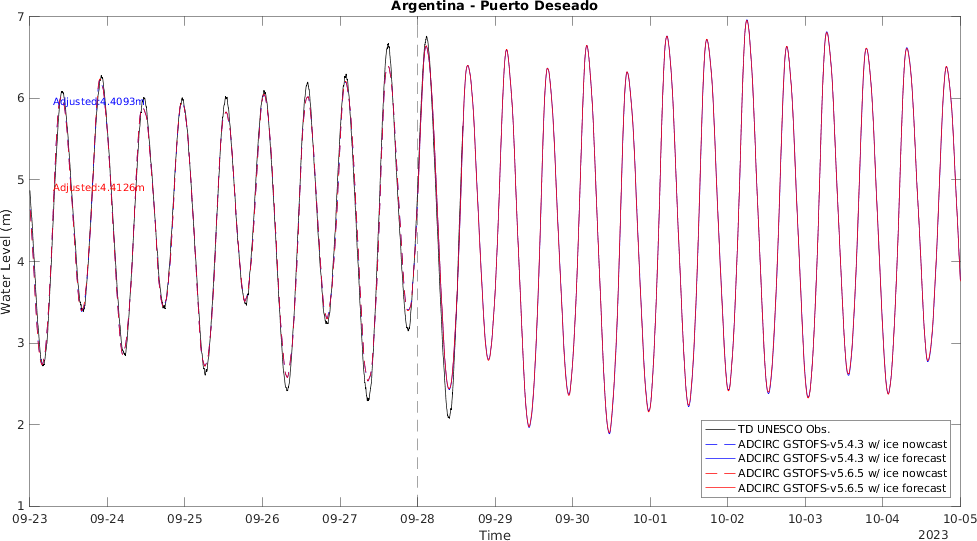 Argentina - Puerto Deseado
7
6
5
4
3
2
1
Water Level (m)
Adjusted:4.4093m
Adjusted:4.4126m
TD UNESCO Obs.
ADCIRC GSTOFS-v5.4.3 w/ ice nowcast
ADCIRC GSTOFS-v5.4.3 w/ ice forecast
ADCIRC GSTOFS-v5.6.5 w/ ice nowcast
ADCIRC GSTOFS-v5.6.5 w/ ice forecast
09-23 09-24 09-25 09-26 09-27 09-28 09-29 09-30 10-01 10-02 10-03 10-04 10-05
Time
2023